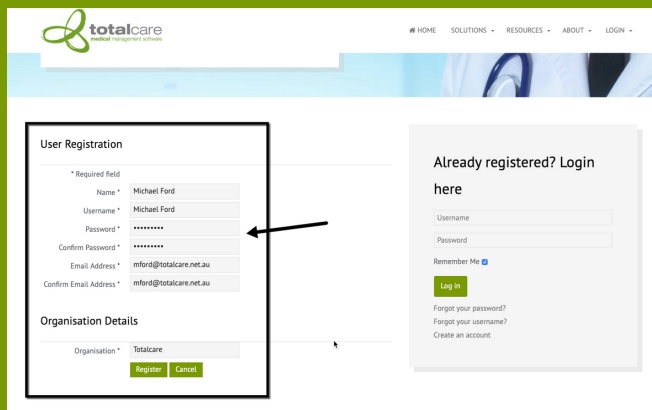 totalcare
medical management software
HOME SOLUTIONS RESOURCES ABOUT LOGIN
User Registration
* Required field
Name * Michael Ford
Username * Michael Ford
Password * •••••••••
Confirm Password * •••••••••
Email Address * mford@totalcare.net.au
Confirm Email Address * mford@totalcare.net.au
Organisation Details
Organisation * Totalcare
Register Cancel
Already registered? Login
here
Username
Password
Remember Me
Log in
Forgot your password?
Forgot your username?
Create an account